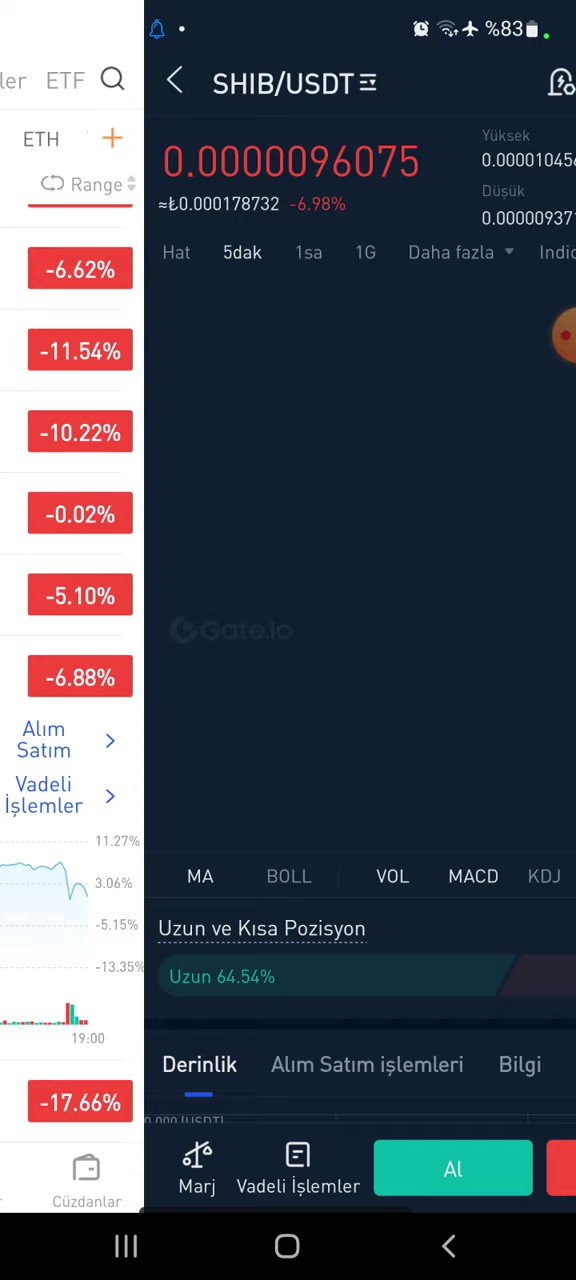 %83
ler ETF
ETH
Range
-6.62%
-11.54%
-10.22%
-0.02%
-5.10%
-6.88%
Alım
Satım
Vadeli
İşlemler
11.27%
3.06%
-5.15%
-13.35%
19:00
-17.66%
Cüzdanlar
SHIB/USDT
0.0000096075
≈₺0.000178732 -6.98%
Yüksek
0.00001045
Düşük
0.00000937
Hat 5dak 1sa 1G Daha fazla Indic
Gate.io
MA BOLL VOL MACD KDJ
Uzun ve Kısa Pozisyon
Uzun 64.54%
Derinlik Alım Satım işlemleri Bilgi
0.000 (USDT)
Marj Vadeli İşlemler Al